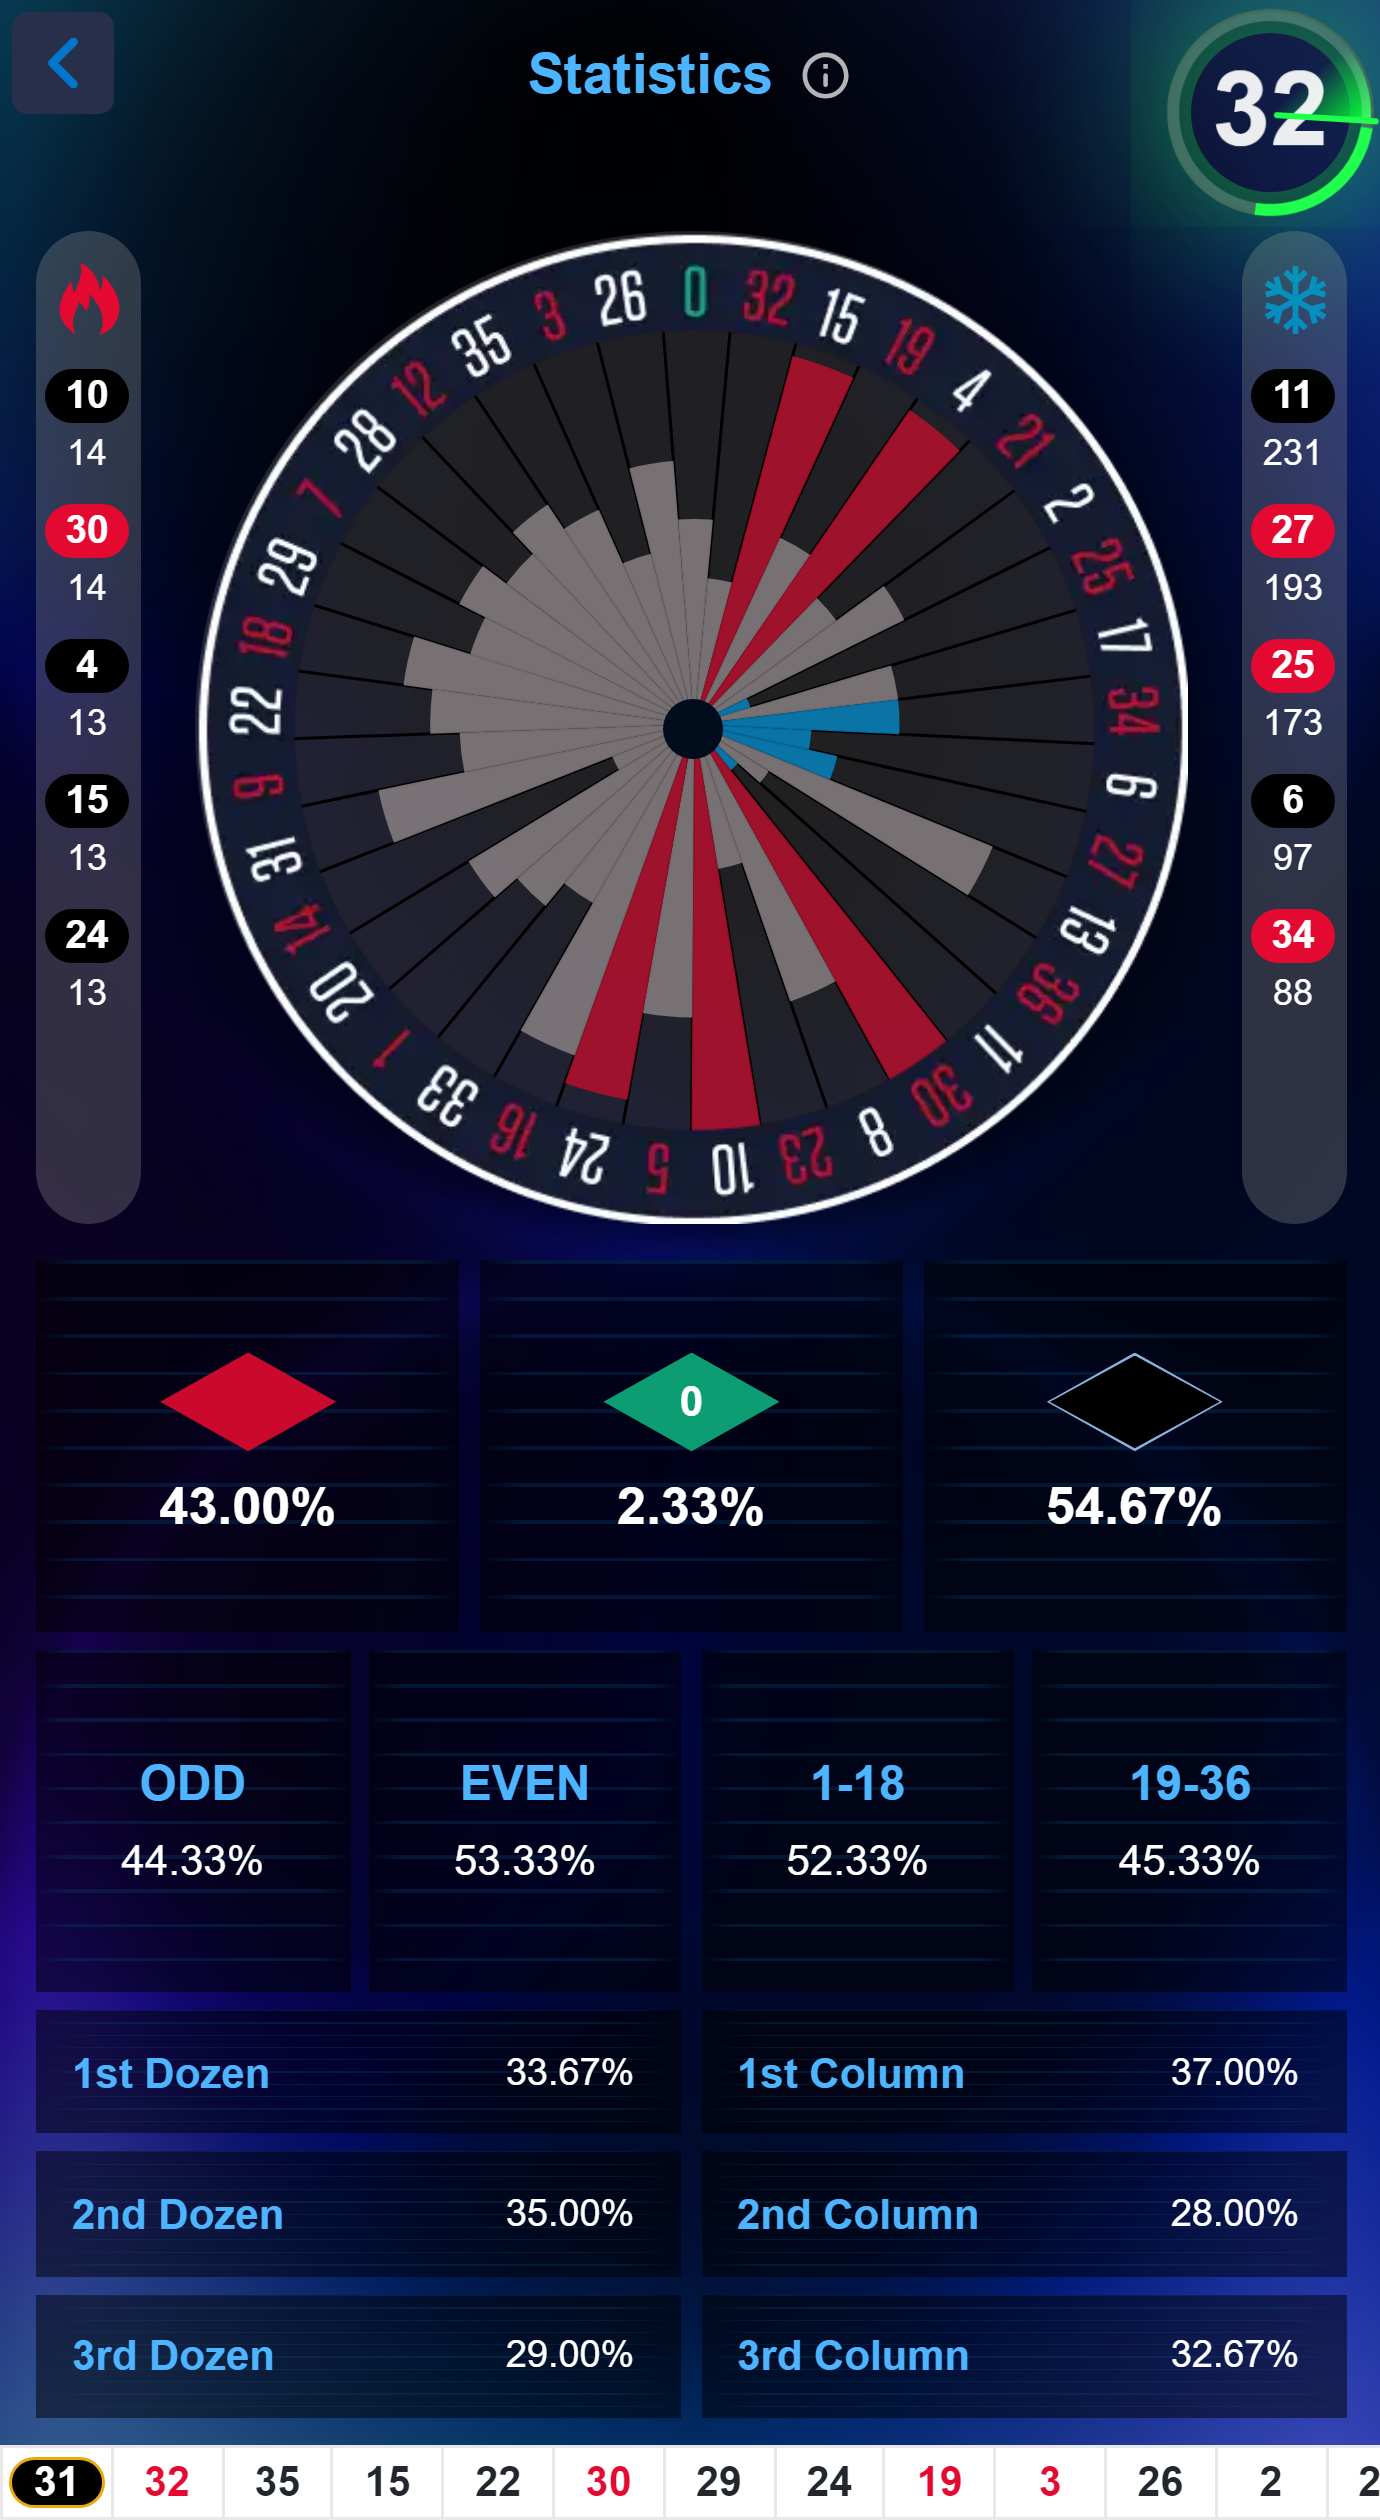 Statistics
32
0 32 15 19 4 21 2 25 17 34 6 27 13 36 11 30 8 23 10 5 24 16 33 1 20 14 31 9 22 18 29 7 28 12 35 3 26
10
14
30
14
4
13
15
13
24
13
11
231
27
193
25
173
6
97
34
88
0
43.00% 2.33% 54.67%
ODD EVEN 1-18 19-36
44.33% 53.33% 52.33% 45.33%
1st Dozen 33.67% 1st Column 37.00%
2nd Dozen 35.00% 2nd Column 28.00%
3rd Dozen 29.00% 3rd Column 32.67%
31 32 35 15 22 30 29 24 19 3 26 2